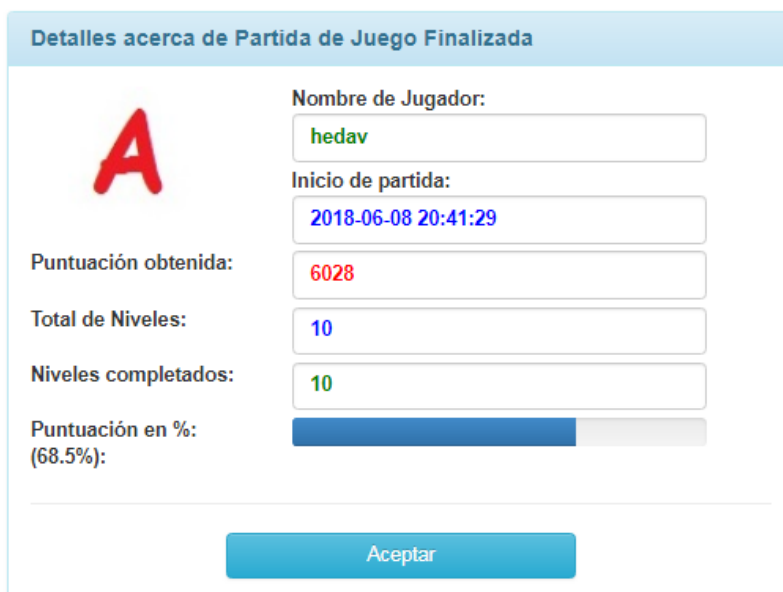 Detalles acerca de Partida de Juego Finalizada
A
Nombre de Jugador:
hedav
Inicio de partida:
2018-06-08 20:41:29
Puntuación obtenida:
6028
Total de Niveles:
10
Niveles completados:
10
Puntuación en %:
(68.5%):
Aceptar